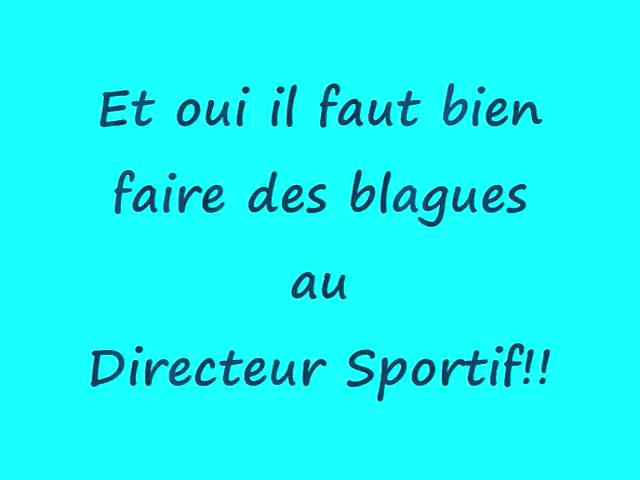 Et oui il faut bien
faire des blagues
au
Directeur Sportif!!